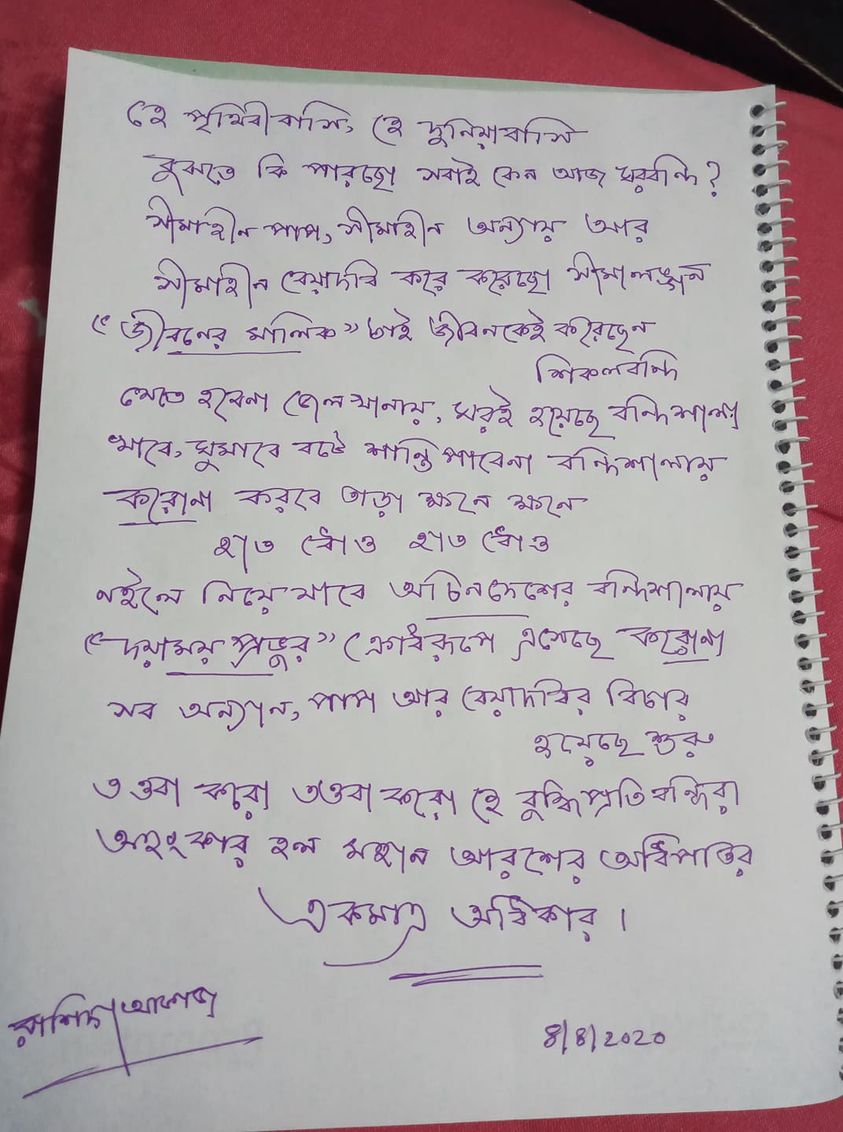 হে পৃথিবীবাসি, হে দুনিয়াবাসি
বুঝতে কি পারছো সবাই কেন আজ ঘরবন্দি?
সীমাহীন পাপ, সীমাহীন অন্যায় আর
সীমাহীন বেয়াদবি করে করেছো সীমালঙ্ঘন
“জীবনের মালিক” তাই জীবনকেই করেছেন
শিকলবন্দি
যেতে হবেনা জেলখানায়, ঘরই হয়েছে বন্দিশালা
খাবে, ঘুমাবে বটে শান্তি পাবেনা বন্দিশালায়
করোনা করবে তাড়া ক্ষনে ক্ষনে
হাত ধোঁও হাত ধোঁও
নইলে নিয়ে যাবে অচিনদেশের বন্দিশালায়
“দয়াময় প্রভুর” ক্রোধরূপে এসেছে করোনা
সব অন্যান, পাপ আর বেয়াদবির বিচার
হয়েছে শুরু
তওবা করো তওবা করো হে বুদ্ধিপ্রতিবন্ধিরা
অহংকার হল মহান আরশের অধিপতির
একমাত্র অধিকার।
রাশিদা
8/8/2020